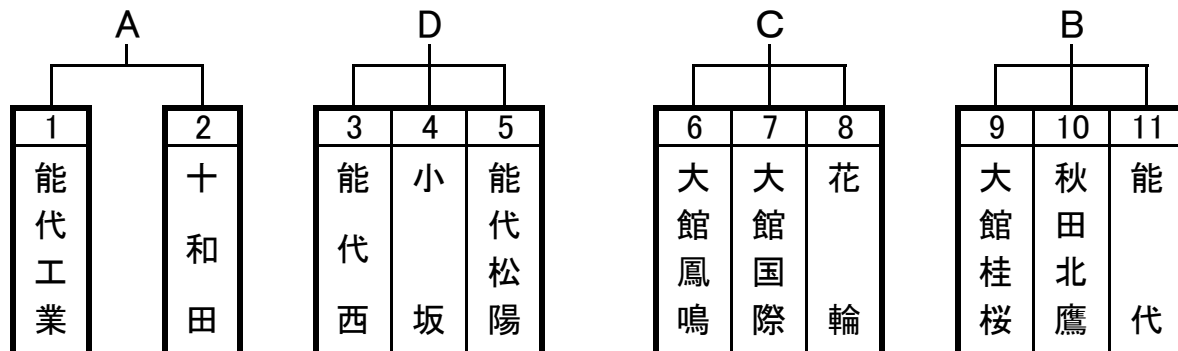 A D C B
1 2 3 4 5 6 7 8 9 10 11
能代工業
十和田
能代西
小坂
能代松陽
大館鳳鳴
大館国際
花輪
大館桂桜
秋田北鷹
能代